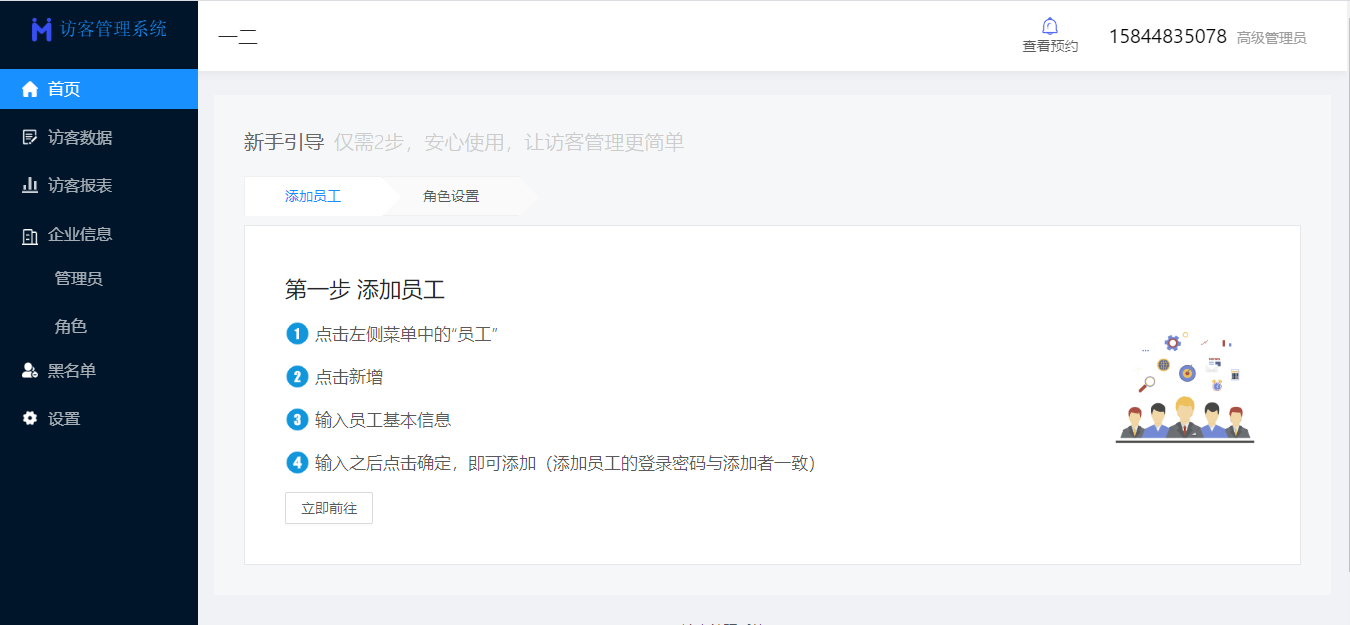 访客管理系统
查看预约
15844835078 高级管理员
首页
访客数据
访客报表
企业信息
管理员
角色
黑名单
设置
新手引导 仅需2步，安心使用，让访客管理更简单
添加员工
角色设置
第一步 添加员工
1 点击左侧菜单中的“员工”
2 点击新增
3 输入员工基本信息
4 输入之后点击确定，即可添加（添加员工的登录密码与添加者一致）
立即前往